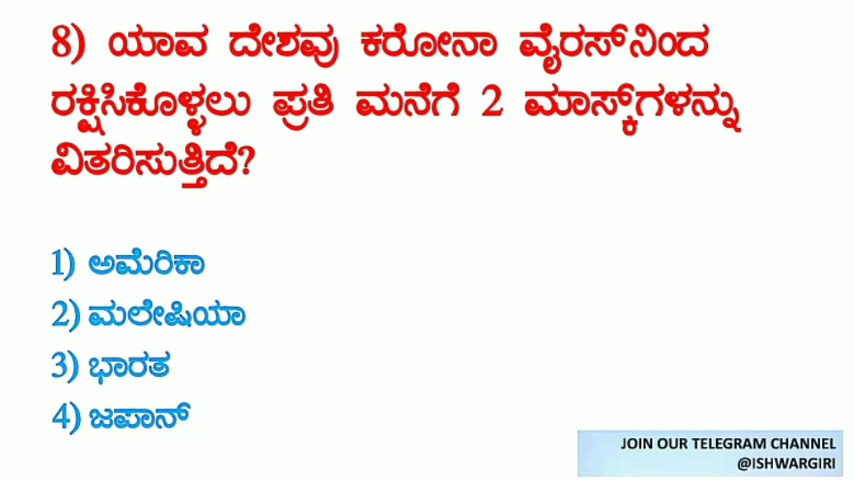 8) ಯಾವ ದೇಶವು ಕರೋನಾ ವೈರಸ್‌ನಿಂದ
ರಕ್ಷಿಸಿಕೊಳ್ಳಲು ಪ್ರತಿ ಮನೆಗೆ 2 ಮಾಸ್ಕ್‌ಗಳನ್ನು
ವಿತರಿಸುತ್ತಿದೆ?
1) ಅಮೆರಿಕಾ
2) ಮಲೇಷಿಯಾ
3) ಭಾರತ
4) ಜಪಾನ್
JOIN OUR TELEGRAM CHANNEL
@ISHWARGIRI